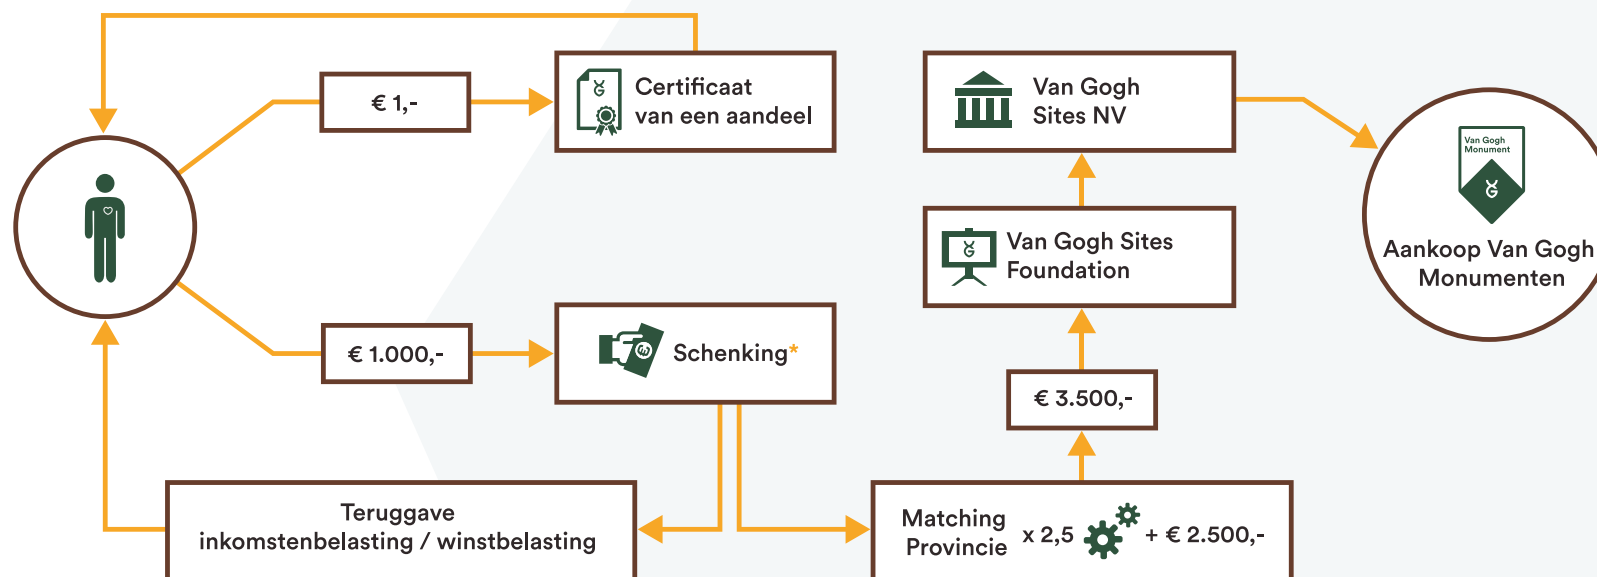 € 1,-
Certificaat
van een aandeel
Van Gogh
Sites NV
Van Gogh
Monument
Aankoop Van Gogh
Monumenten
Van Gogh Sites
Foundation
€ 1.000,-
Schenking*
€ 3.500,-
Teruggave
inkomstenbelasting / winstbelasting
Matching
Provincie
x 2,5
+ € 2.500,-